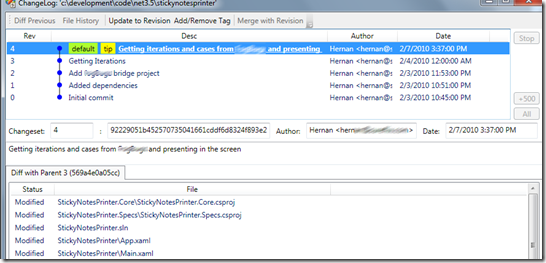 ChangeLog: 'c:\development\code\net3.5\stickynotesprinter'
Diff Previous File History Update to Revision Add/Remove Tag Merge with Revision
Rev Desc Author Date
4 default tip Getting iterations and cases from and presenting Hernan <hernan@s 2/7/2010 3:37:00 PM
3 Getting Iterations Hernan <hernan@s 2/4/2010 12:00:00 AM
2 Add bridge project Hernan <hernan@s 2/3/2010 11:53:00 PM
1 Added dependencies Hernan <hernan@s 2/3/2010 10:51:00 PM
0 Initial commit Hernan <hernan@s 2/3/2010 10:45:00 PM
Stop
+500
All
Changeset: 4 : 92229051b452570735041661cddf6d8324f893e2 Author: Hernan <hern Date: 2/7/2010 3:37:00 PM
Getting iterations and cases from and presenting in the screen
Diff with Parent 3 (569a4e0a05cc)
Status File
Modified StickyNotesPrinter.Core\StickyNotesPrinter.Core.csproj
Modified StickyNotesPrinter.Specs\StickyNotesPrinter.Specs.csproj
Modified StickyNotesPrinter.sln
Modified StickyNotesPrinter\App.xaml
Modified StickyNotesPrinter\Main.xaml